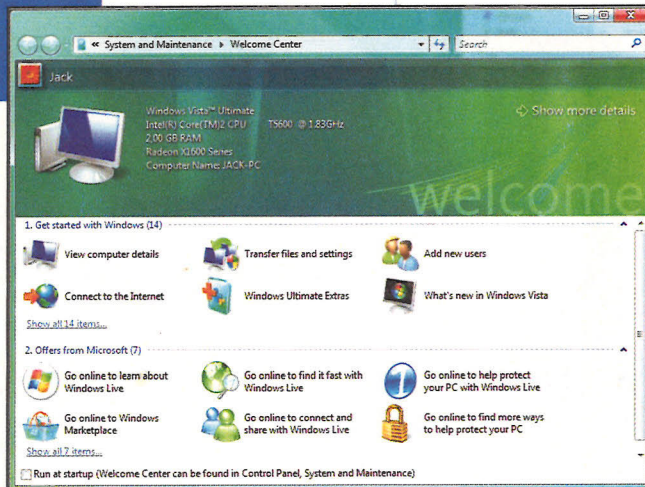 « System and Maintenance ▸ Welcome Center
Search
Jack
Windows Vista™ Ultimate
Intel(R) Core(TM)2 CPU T5600 @ 1.83GHz
2,00 GB RAM
Radeon X1600 Series
Computer Name: JACK-PC
Show more details
welcome
1. Get started with Windows (14)
View computer details
Transfer files and settings
Add new users
Connect to the Internet
Windows Ultimate Extras
What's new in Windows Vista
Show all 14 items...
2. Offers from Microsoft (7)
Go online to learn about
Windows Live
Go online to find it fast with
Windows Live
1
Go online to help protect
your PC with Windows Live
Go online to Windows
Marketplace
Go online to connect and
share with Windows Live
Go online to find more ways
to help protect your PC
Show all 7 items...
Run at startup (Welcome Center can be found in Control Panel, System and Maintenance)